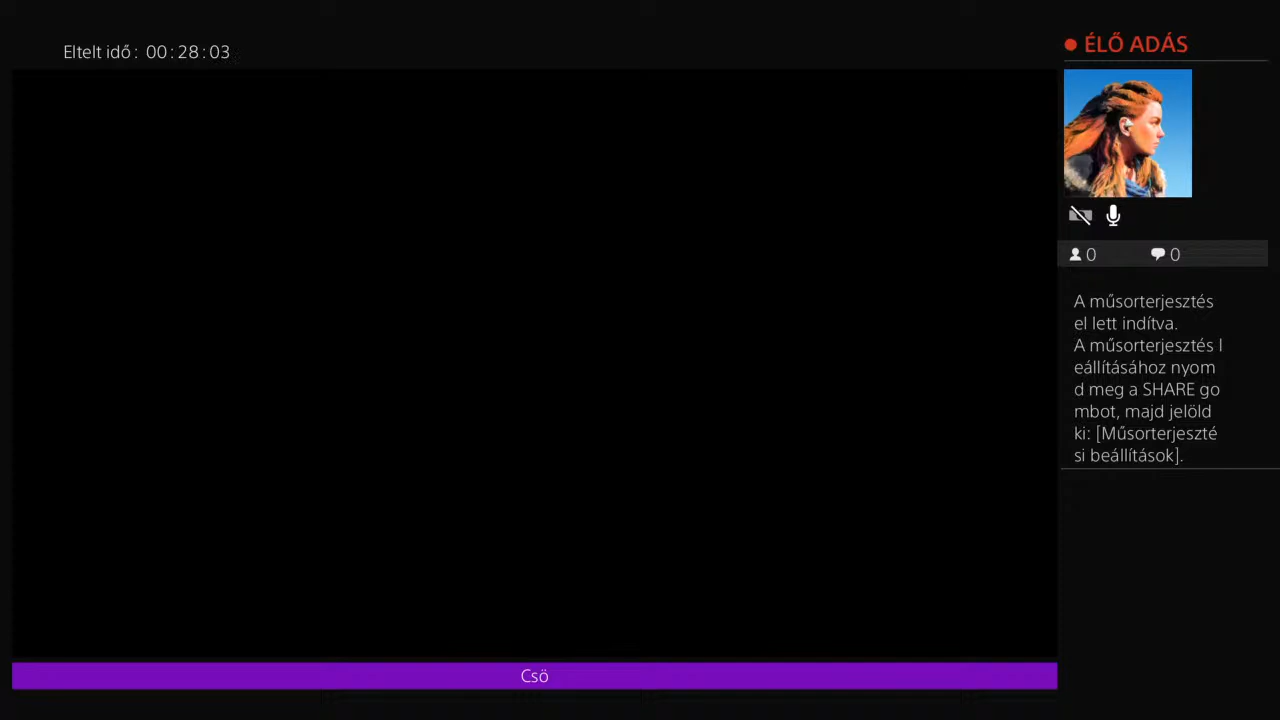 Eltelt idő: 00:28:03
ÉLŐ ADÁS
0 0
A műsorterjesztés
el lett indítva.
A műsorterjesztés l
eállításához nyom
d meg a SHARE go
mbot, majd jelöld
ki: [Műsorterjeszté
si beállítások].
Csö